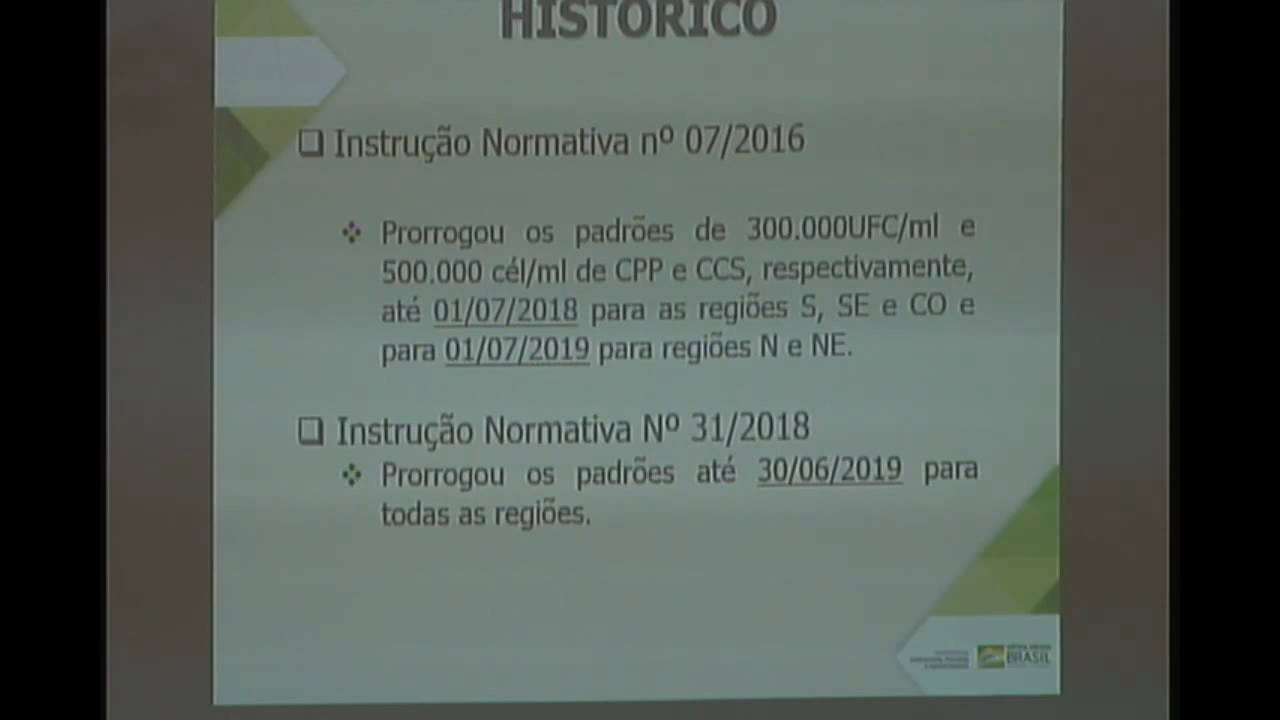 HISTÓRICO
❑ Instrução Normativa nº 07/2016
❖ Prorrogou os padrões de 300.000UFC/ml e
500.000 cél/ml de CPP e CCS, respectivamente,
até 01/07/2018 para as regiões S, SE e CO e
para 01/07/2019 para regiões N e NE.
❑ Instrução Normativa Nº 31/2018
❖ Prorrogou os padrões até 30/06/2019 para
todas as regiões.
BRASIL